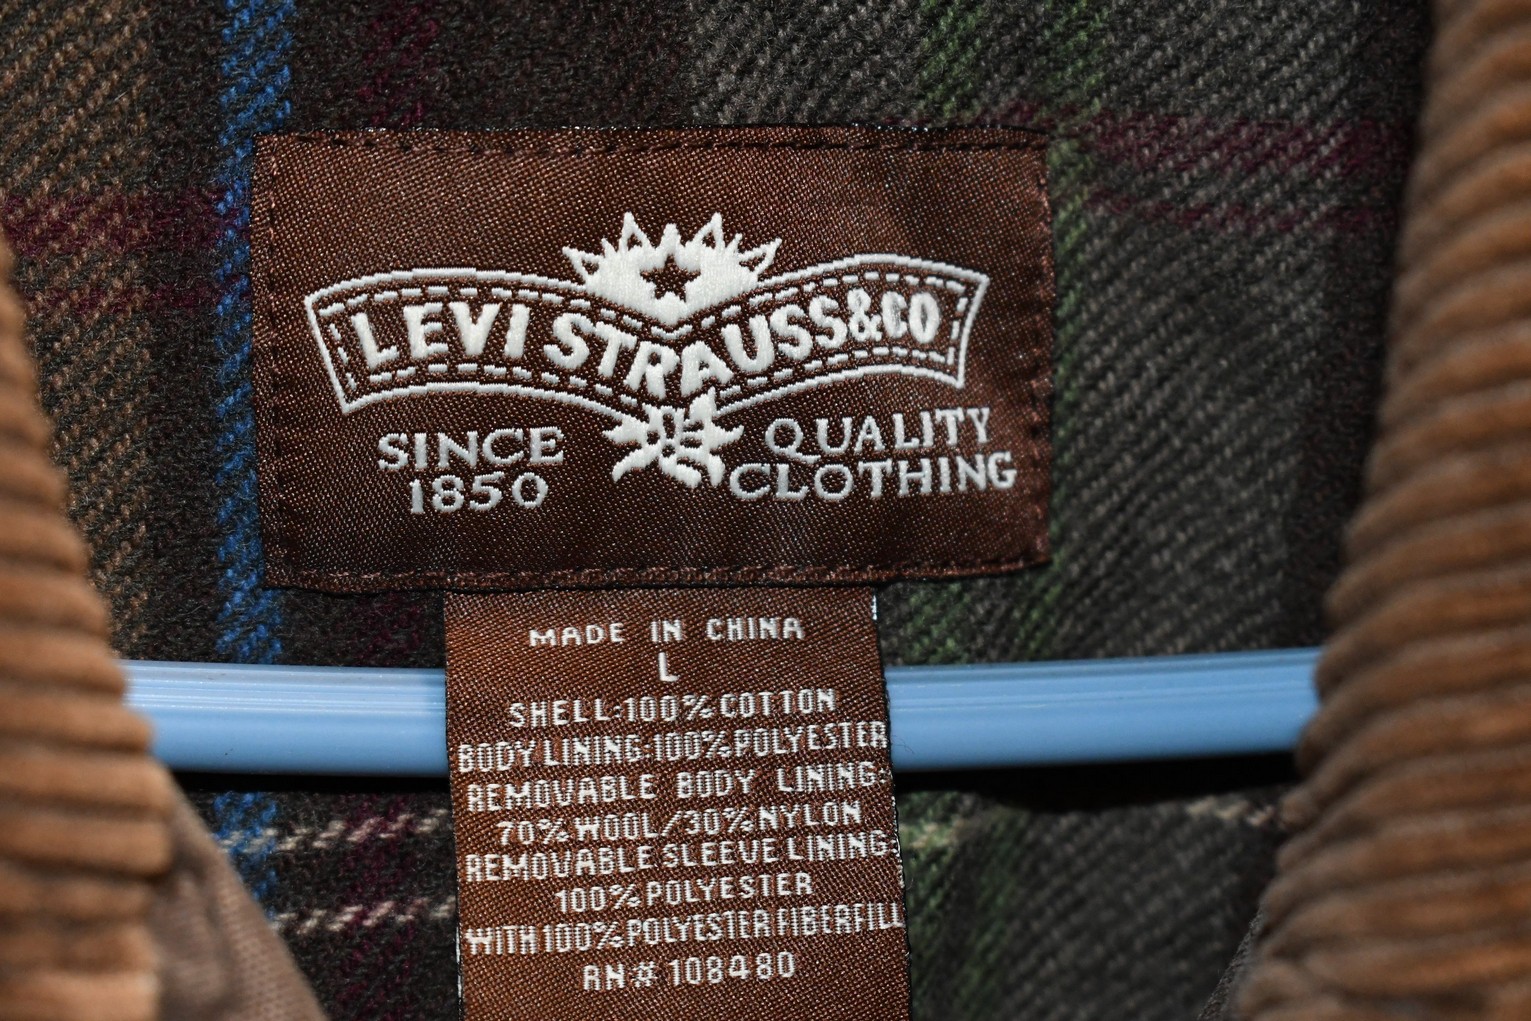 LEVI STRAUSS & CO
SINCE
1850
QUALITY
CLOTHING
MADE IN CHINA
L
SHELL:100% COTTON
BODY LINING:100% POLYESTER
REMOVABLE BODY LINING:
70% WOOL/30% NYLON
REMOVABLE SLEEVE LINING:
100% POLYESTER
WITH 100% POLYESTER FIBERFILL
RN# 108480